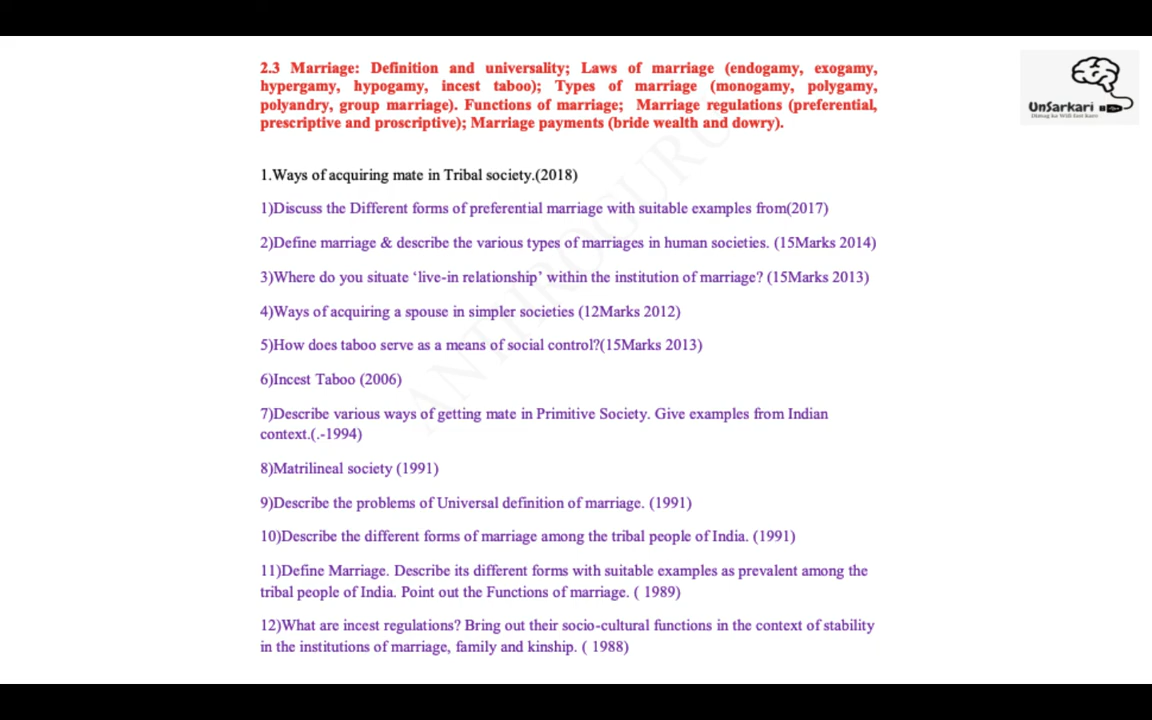 2.3 Marriage: Definition and universality; Laws of marriage (endogamy, exogamy,
hypergamy, hypogamy, incest taboo); Types of marriage (monogamy, polygamy,
polyandry, group marriage). Functions of marriage; Marriage regulations (preferential,
prescriptive and proscriptive); Marriage payments (bride wealth and dowry).
UnSarkari
Dimag ka Wifi Just kare
1.Ways of acquiring mate in Tribal society.(2018)
1)Discuss the Different forms of preferential marriage with suitable examples from(2017)
2)Define marriage & describe the various types of marriages in human societies. (15Marks 2014)
3)Where do you situate ‘live-in relationship’ within the institution of marriage? (15Marks 2013)
4)Ways of acquiring a spouse in simpler societies (12Marks 2012)
5)How does taboo serve as a means of social control?(15Marks 2013)
6)Incest Taboo (2006)
7)Describe various ways of getting mate in Primitive Society. Give examples from Indian
context.(.-1994)
8)Matrilineal society (1991)
9)Describe the problems of Universal definition of marriage. (1991)
10)Describe the different forms of marriage among the tribal people of India. (1991)
11)Define Marriage. Describe its different forms with suitable examples as prevalent among the
tribal people of India. Point out the Functions of marriage. ( 1989)
12)What are incest regulations? Bring out their socio-cultural functions in the context of stability
in the institutions of marriage, family and kinship. ( 1988)
ANTHROGURU